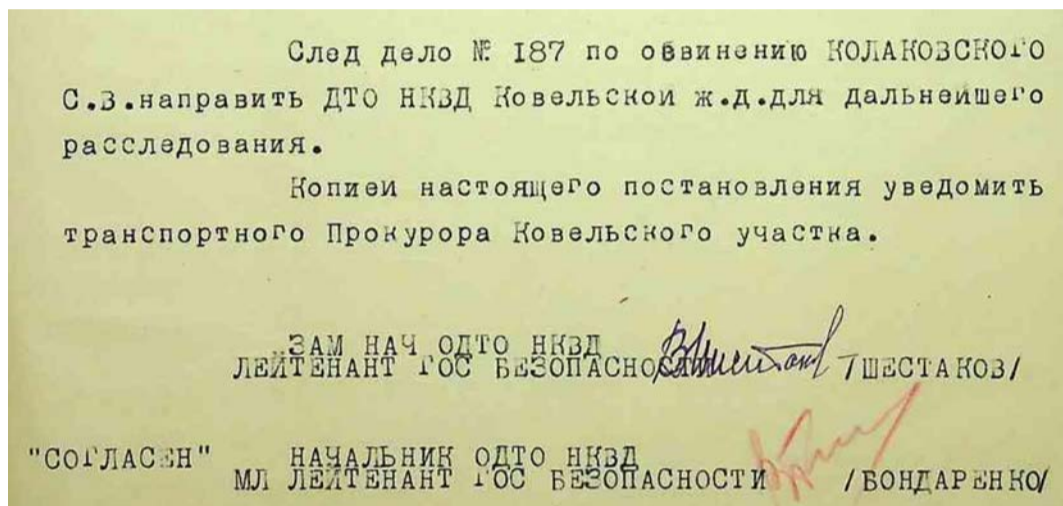 След дело № 187 по обвинению КОЛАКОВСКОГО
С.В.направить ДТО НКВД Ковельской ж.д.для дальнейшего
расследования.
Копией настоящего постановления уведомить
транспортного Прокурора Ковельского участка.
ЗАМ НАЧ ОДТО НКВД
ЛЕЙТЕНАНТ ГОС БЕЗОПАСНОСТИ /ШЕСТАКОВ/
"СОГЛАСЕН" НАЧАЛЬНИК ОДТО НКВД
МЛ ЛЕЙТЕНАНТ ГОС БЕЗОПАСНОСТИ /БОНДАРЕНКО/